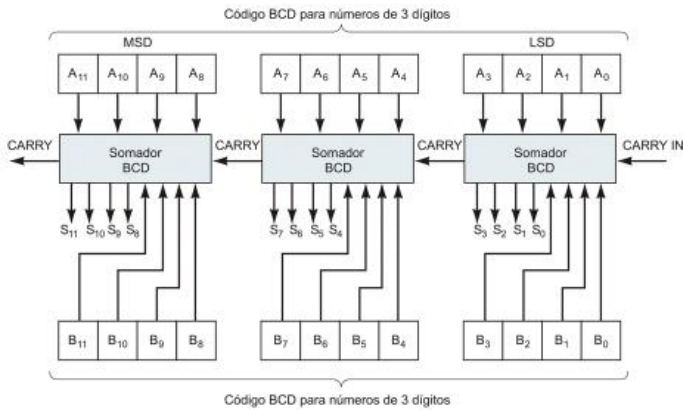 Código BCD para números de 3 dígitos
MSD LSD
A11 A10 A9 A8 A7 A6 A5 A4 A3 A2 A1 A0
CARRY CARRY CARRY CARRY IN
Somador Somador Somador
BCD BCD BCD
S11 S10 S9 S8 S7 S6 S5 S4 S3 S2 S1 S0
B11 B10 B9 B8 B7 B6 B5 B4 B3 B2 B1 B0
Código BCD para números de 3 dígitos